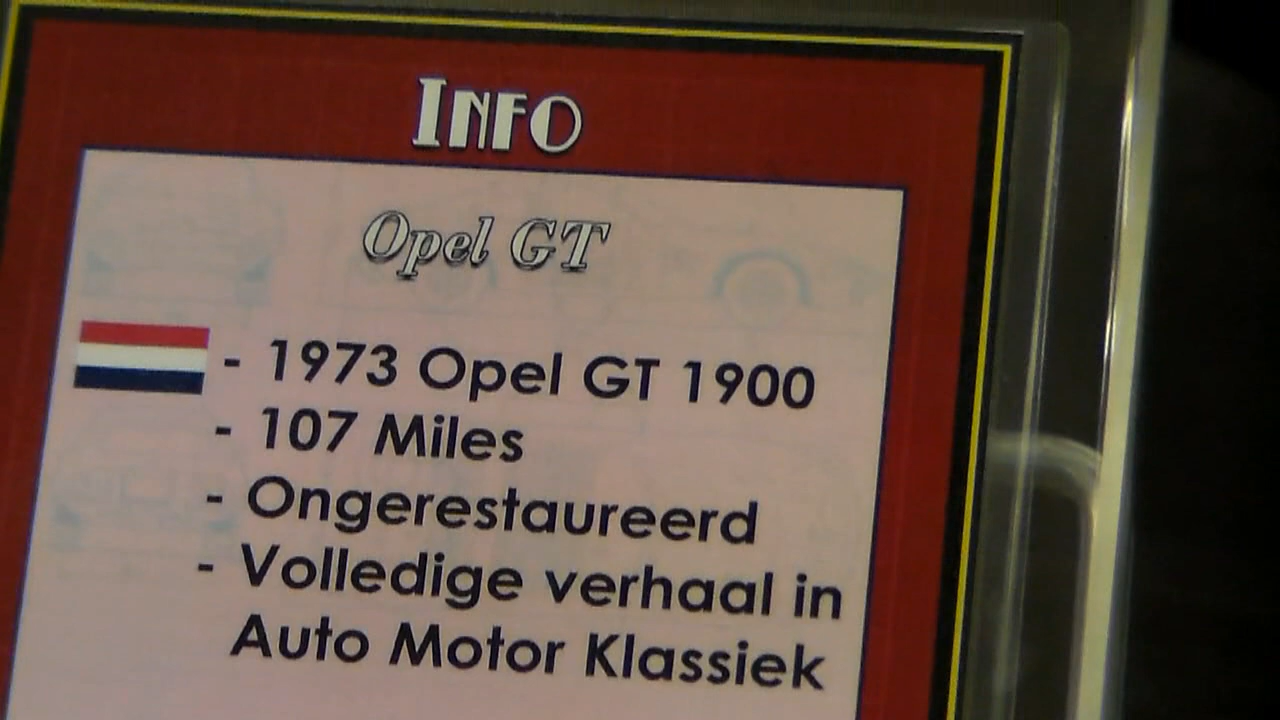 INFO
Opel GT
- 1973 Opel GT 1900
- 107 Miles
- Ongerestaureerd
- Volledige verhaal in
Auto Motor Klassiek